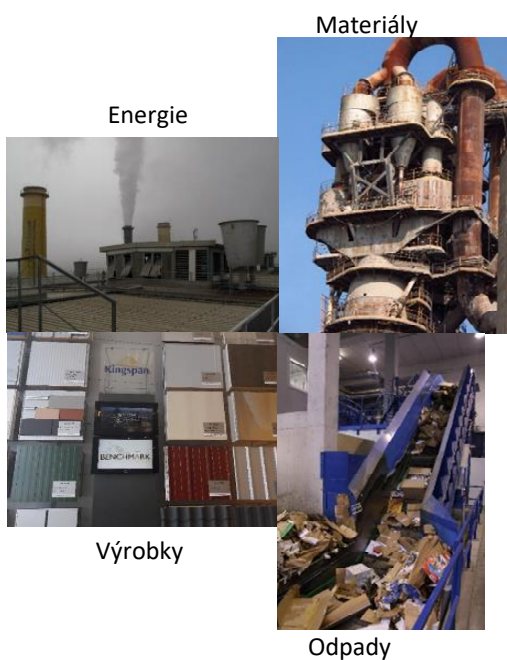 Materiály
Energie
Kingspan
BENCHMARK
Výrobky
Odpady